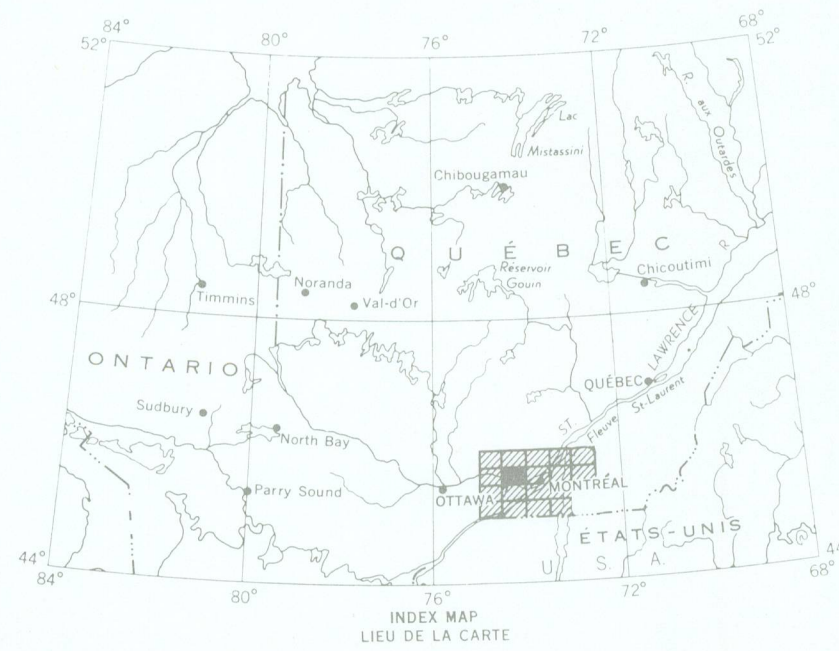 84°
80°
76°
72°
68°
52°
52°
R. aux Outardes
Lac
Mistassini
Chibougamau
QUÉBEC
R.
Réservoir
Gouin
Chicoutimi
Timmins
Noranda
Val-d'Or
48°
48°
ONTARIO
ST. LAWRENCE
QUÉBEC
Fleuve St-Laurent
Sudbury
North Bay
Parry Sound
OTTAWA
MONTRÉAL
ÉTATS-UNIS
U. S. A.
44°
44
84°
80°
76°
72°
68°
INDEX MAP
LIEU DE LA CARTE